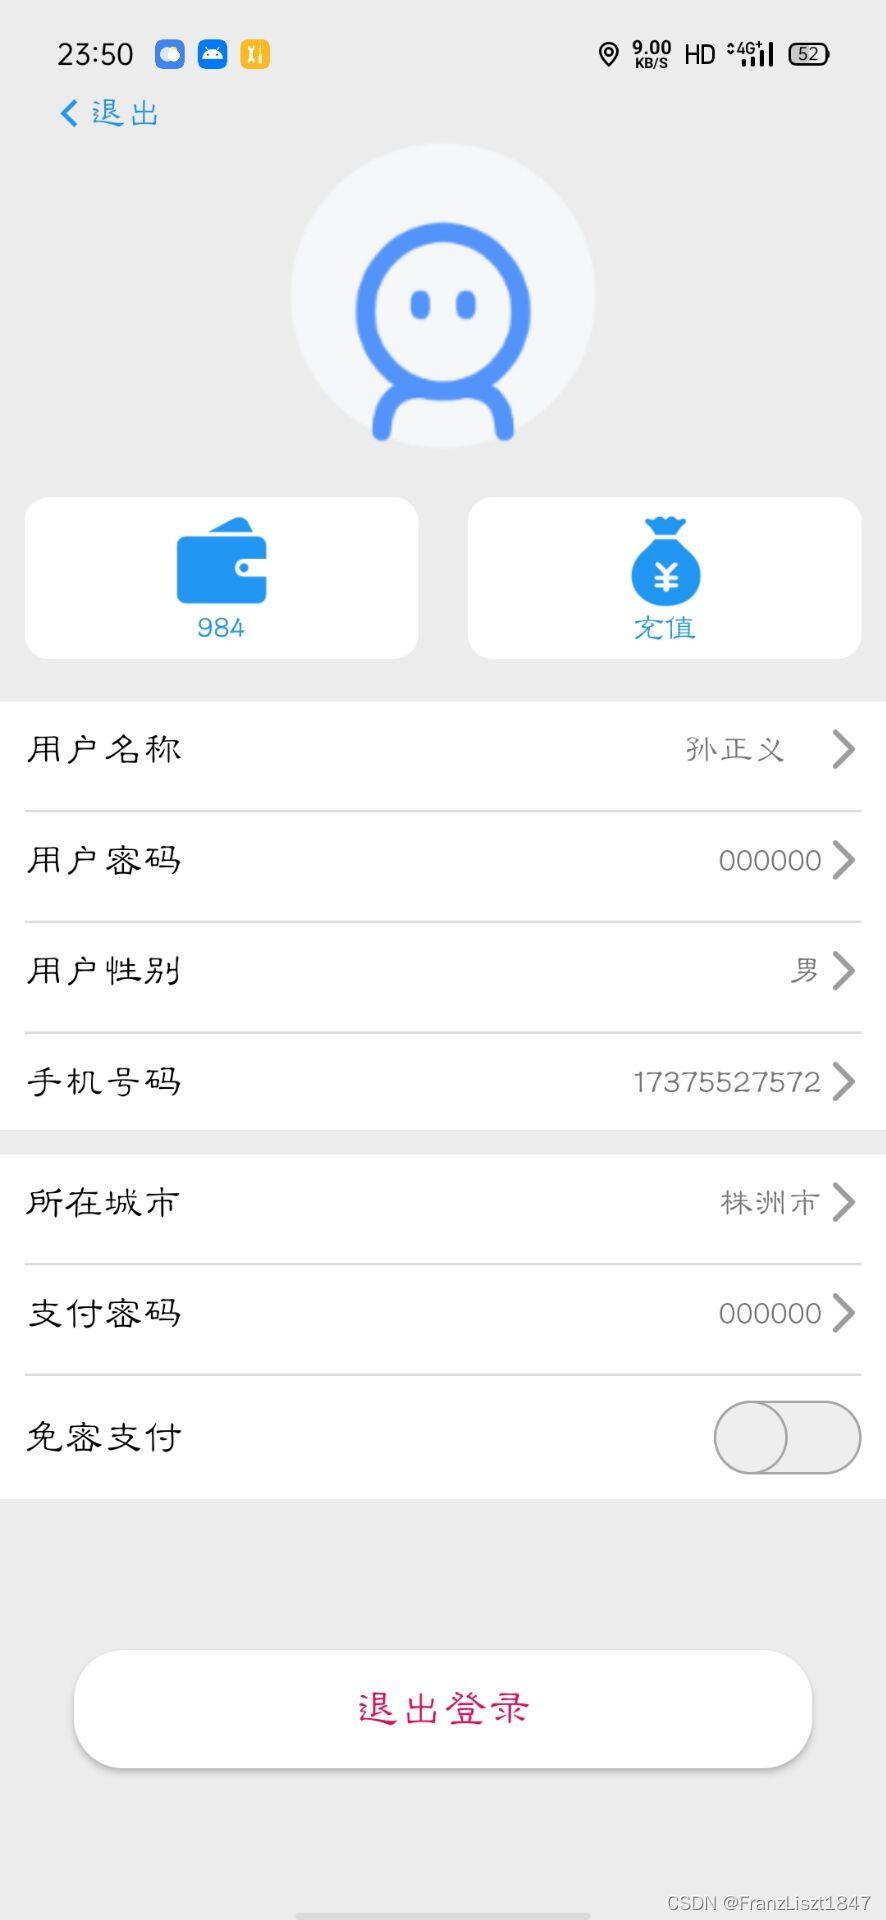 23:50 9.00 KB/S HD 4G+ 52
退出
984
充值
用户名称 孙正义
用户密码 000000
用户性别 男
手机号码 17375527572
所在城市 株洲市
支付密码 000000
免密支付
退出登录
CSDN @FranzLiszt1847